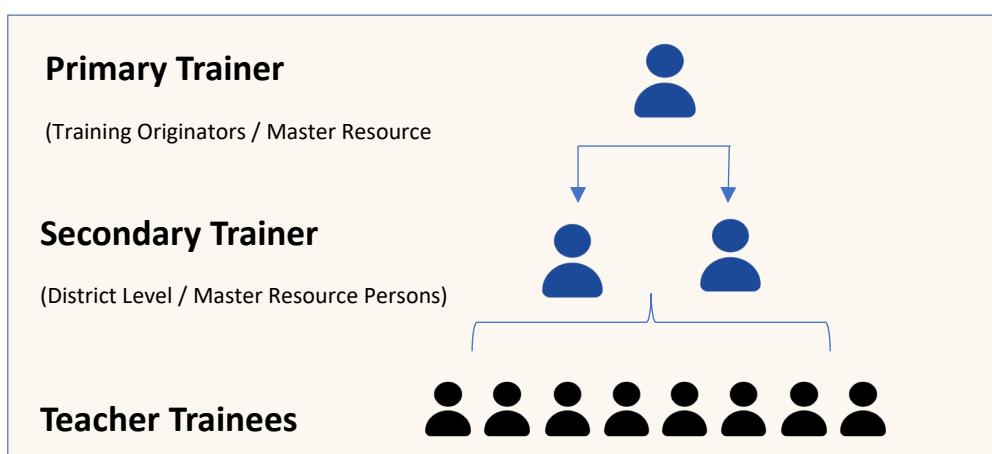 Primary Trainer
(Training Originators / Master Resource
Secondary Trainer
(District Level / Master Resource Persons)
Teacher Trainees